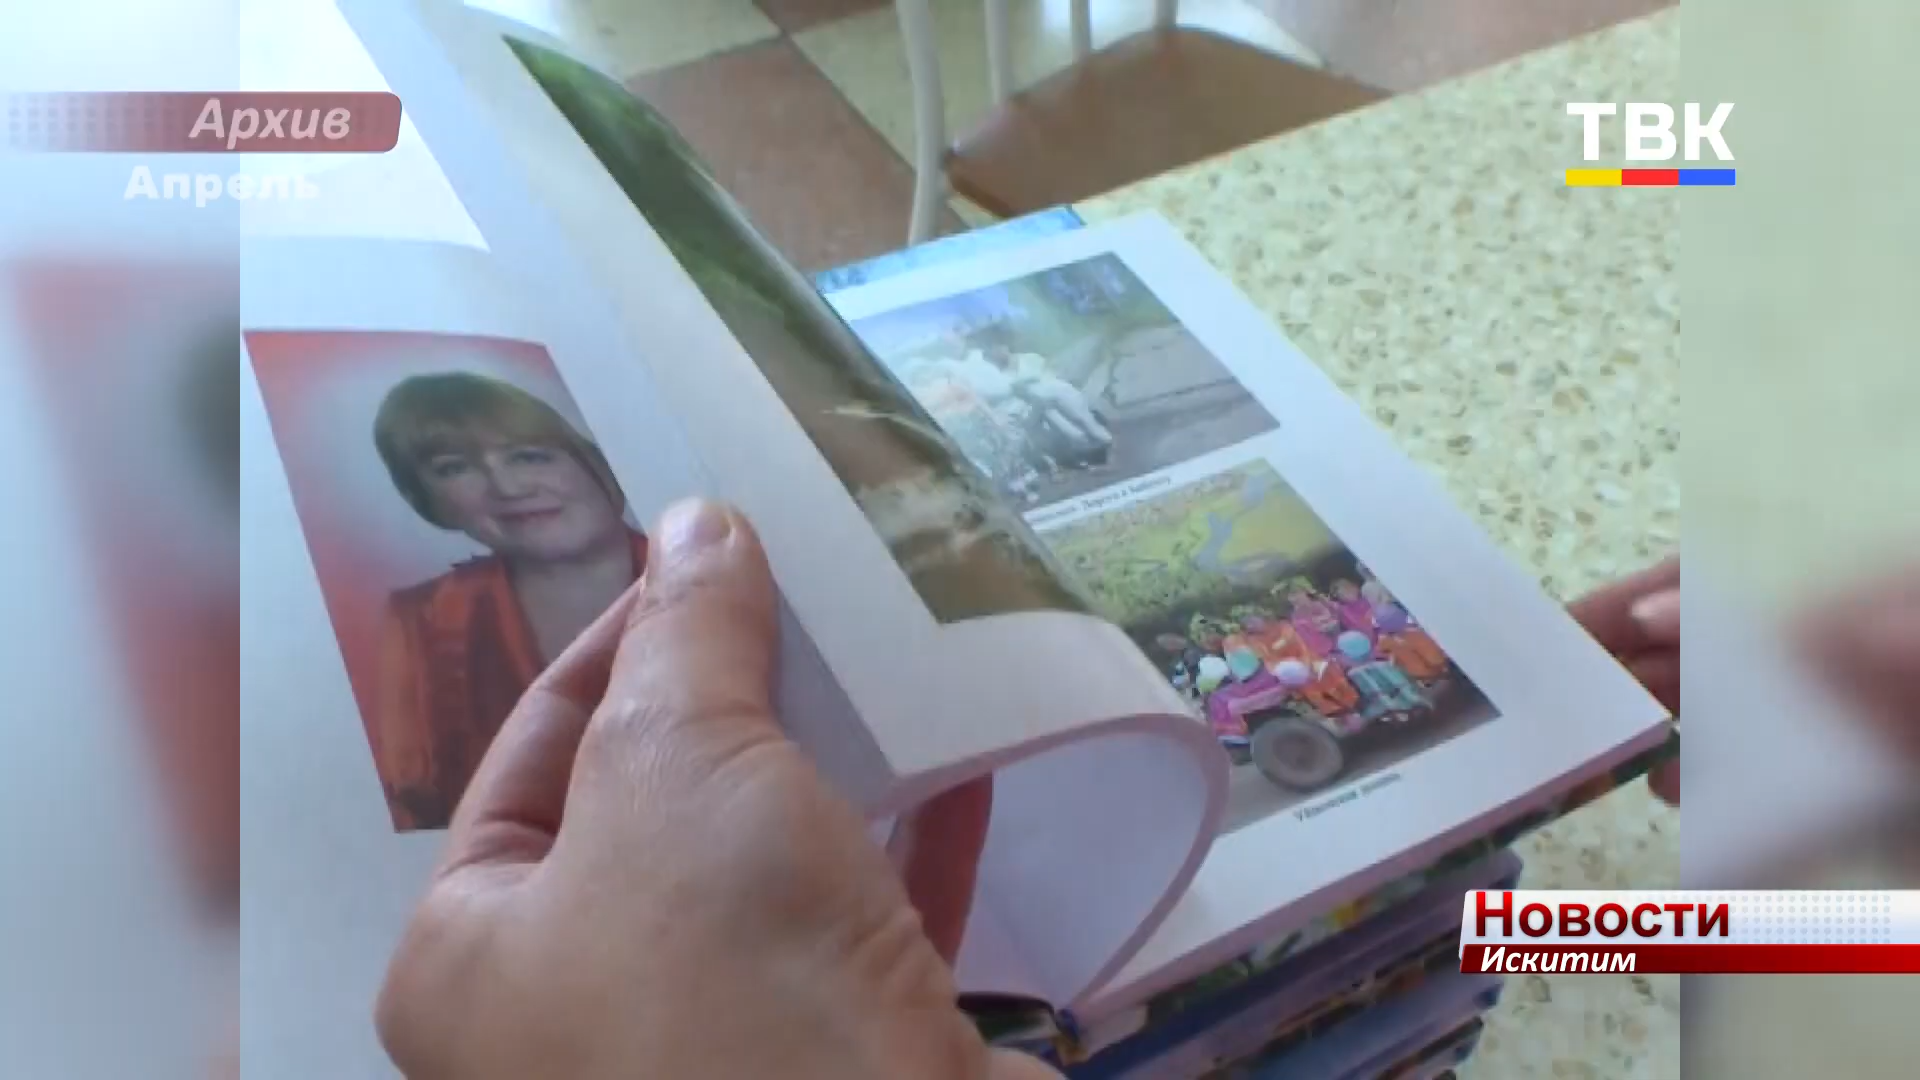 Архив
Апрель
ТВК
Новости
Искитим